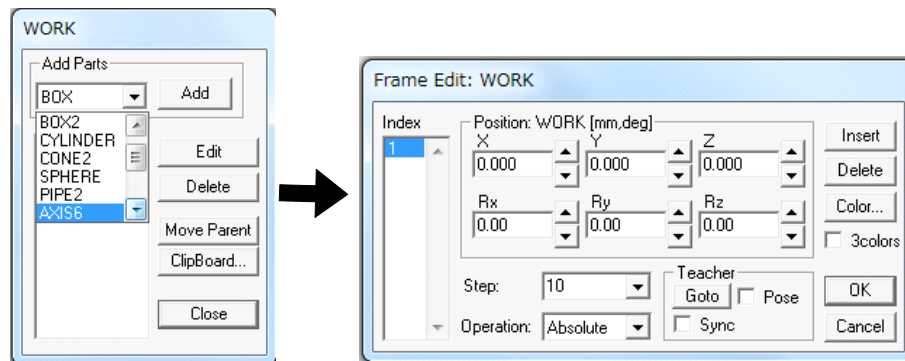 WORK
Add Parts
BOX
Add
BOX2
CYLINDER
CONE2
SPHERE
PIPE2
AXIS6
Edit
Delete
Move Parent
ClipBoard...
Close
Frame Edit: WORK
Index
1
Position: WORK [mm,deg]
X Y Z
0.000 0.000 0.000
Rx Ry Rz
0.00 0.00 0.00
Insert
Delete
Color...
3colors
Step: 10
Operation: Absolute
Teacher
Goto Pose
Sync
OK
Cancel